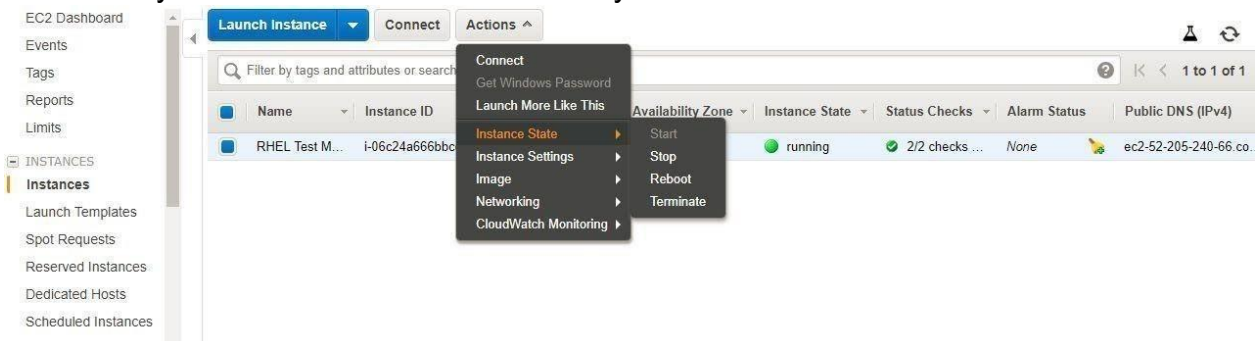 EC2 Dashboard
Events
Tags
Reports
Limits
INSTANCES
Instances
Launch Templates
Spot Requests
Reserved Instances
Dedicated Hosts
Scheduled Instances
Launch Instance Connect Actions
Filter by tags and attributes or search 1 to 1 of 1
Name Instance ID Availability Zone Instance State Status Checks Alarm Status Public DNS (IPv4)
RHEL Test M... i-06c24a666bbc running 2/2 checks ... None ec2-52-205-240-66.co...
Connect
Get Windows Password
Launch More Like This
Instance State
Instance Settings
Image
Networking
CloudWatch Monitoring
Start
Stop
Reboot
Terminate